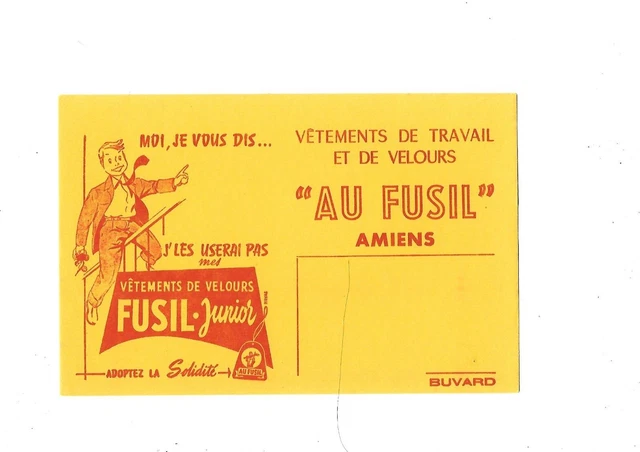 MOI, JE VOUS DIS...
J'LES USERAI PAS
mes
VÊTEMENTS DE VELOURS
FUSIL · Junior
AU FUSIL
ADOPTEZ LA Solidité
VÊTEMENTS DE TRAVAIL
ET DE VELOURS
"AU FUSIL"
AMIENS
BUVARD